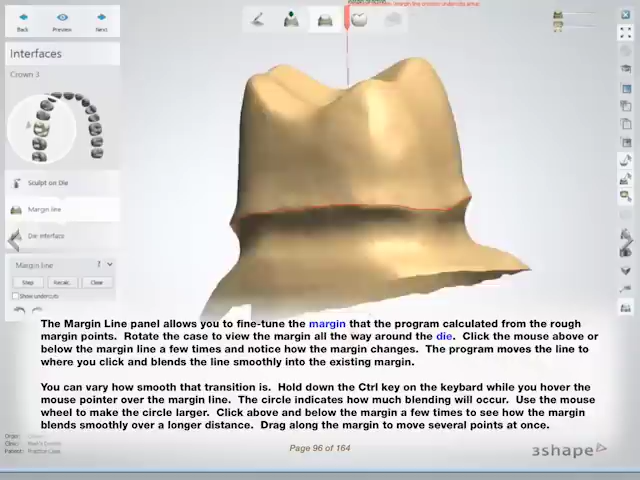 Back Preview Next
Interfaces
Crown 3
Sculpt on Die
Margin line
Die interface
Margin line ?
Step Recalc. Clear
Show undercuts
The Margin Line panel allows you to fine-tune the margin that the program calculated from the rough
margin points. Rotate the case to view the margin all the way around the die. Click the mouse above or
below the margin line a few times and notice how the margin changes. The program moves the line to
where you click and blends the line smoothly into the existing margin.
You can vary how smooth that transition is. Hold down the Ctrl key on the keybard while you hover the
mouse pointer over the margin line. The circle indicates how much blending will occur. Use the mouse
wheel to make the circle larger. Click above and below the margin a few times to see how the margin
blends smoothly over a longer distance. Drag along the margin to move several points at once.
Page 96 of 164
3shape